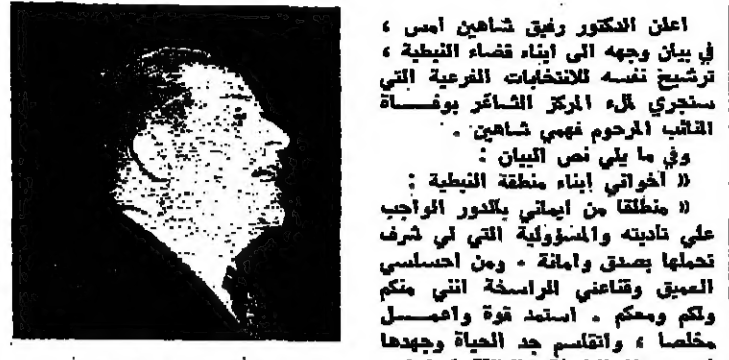 اعلن الدكتور رفيق شاهين أمس ،
في بيان وجهه الى ابناء قضاء النبطية ،
ترشيح نفسه للانتخابات الفرعية التي
ستجري لملء المركز الشاغر بوفـــاة
النائب المرحوم فهمي شاهين .
وفي ما يلي نص البيان :
« اخواني ابناء منطقة النبطية :
« منطلقا من ايماني بالدور الواجب
علي تاديته والمسؤولية التي لي شرف
تحملها بصدق وامانة - ومن احساسي
العميق وقناعتي الراسخة انني منكم
ولكم ومعكم . استمد قوة واعمـــل
مخلصا ، واتقاسم جد الحياة وجهدها